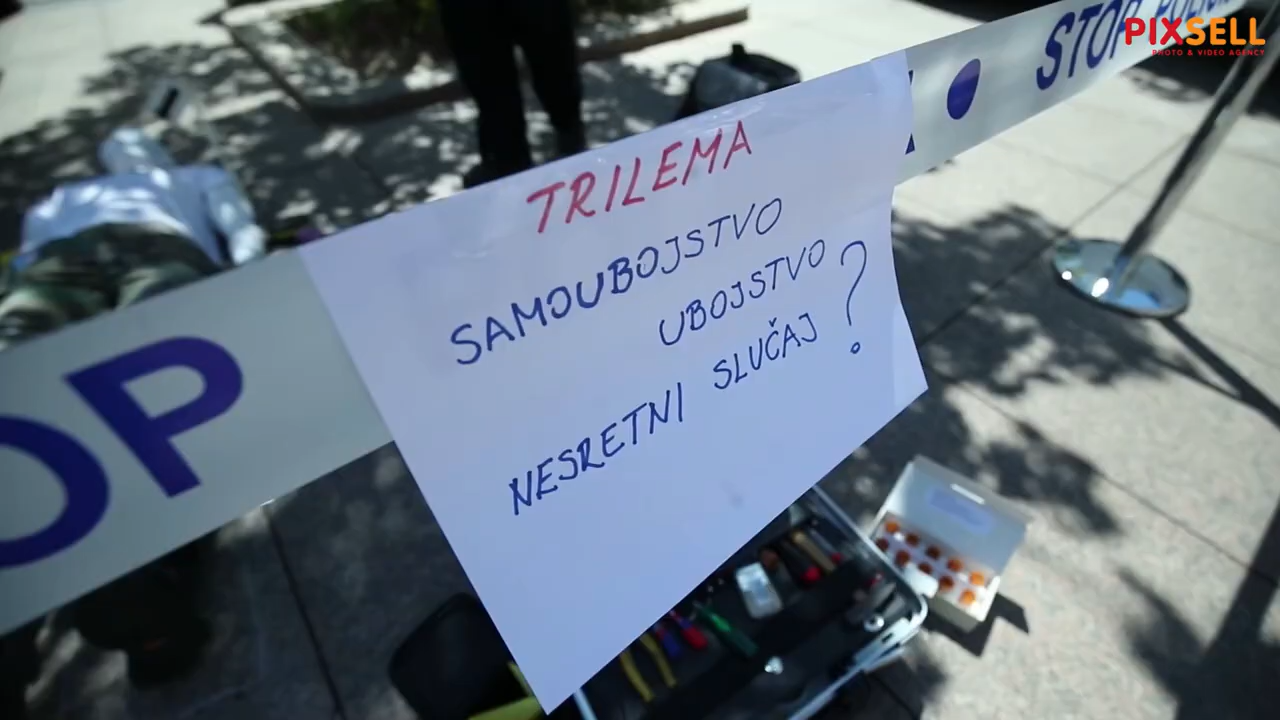 PIXSELL
PHOTO & VIDEO AGENCY
STOP
TRILEMA
SAMOUBOJSTVO
UBOJSTVO
NESRETNI SLUČAJ ?
OP